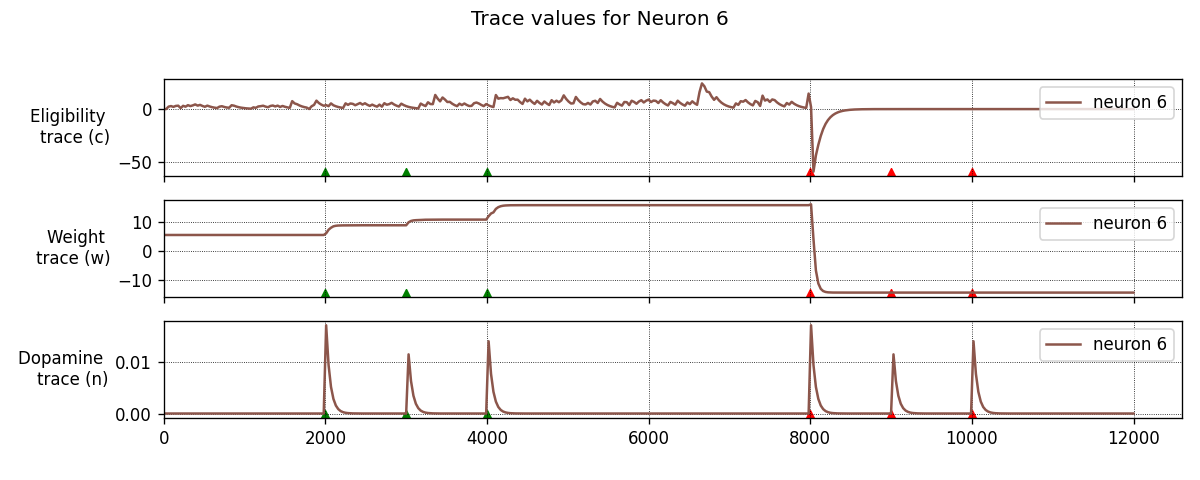 Trace values for Neuron 6
Eligibility
trace (c)
0
−50
neuron 6
Weight
trace (w)
10
0
−10
neuron 6
Dopamine
trace (n)
0.01
0.00
neuron 6
0 2000 4000 6000 8000 10000 12000